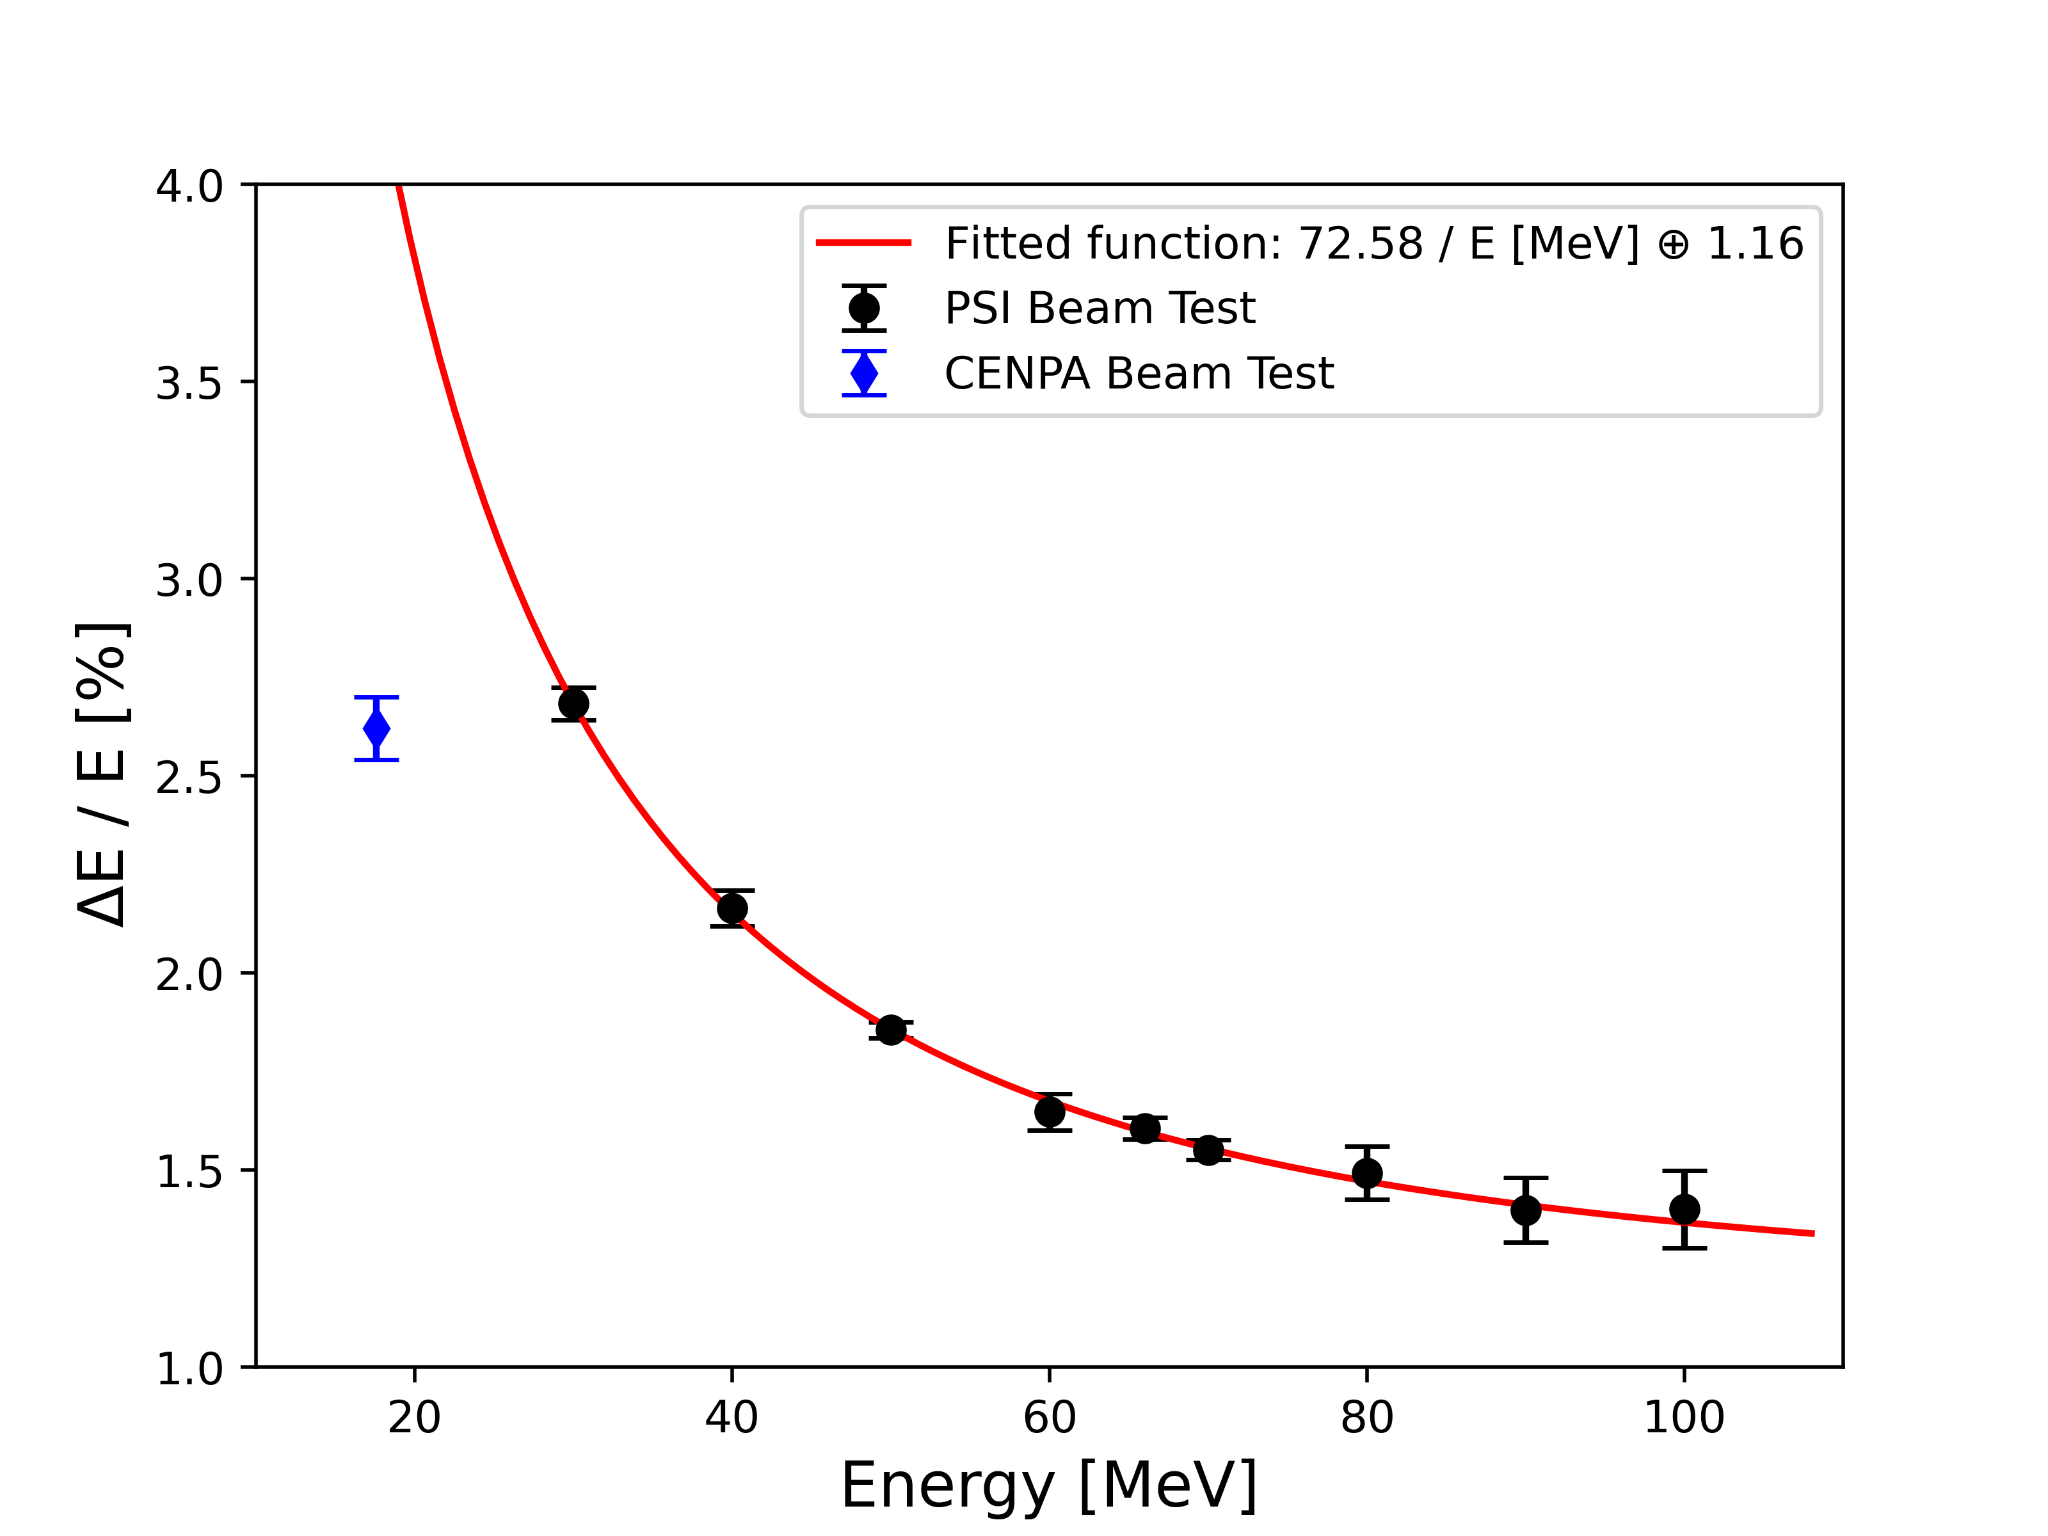 4.0
3.5
3.0
2.5
2.0
1.5
1.0
ΔE / E [%]
Fitted function: 72.58 / E [MeV] ⊕ 1.16
PSI Beam Test
CENPA Beam Test
20 40 60 80 100
Energy [MeV]